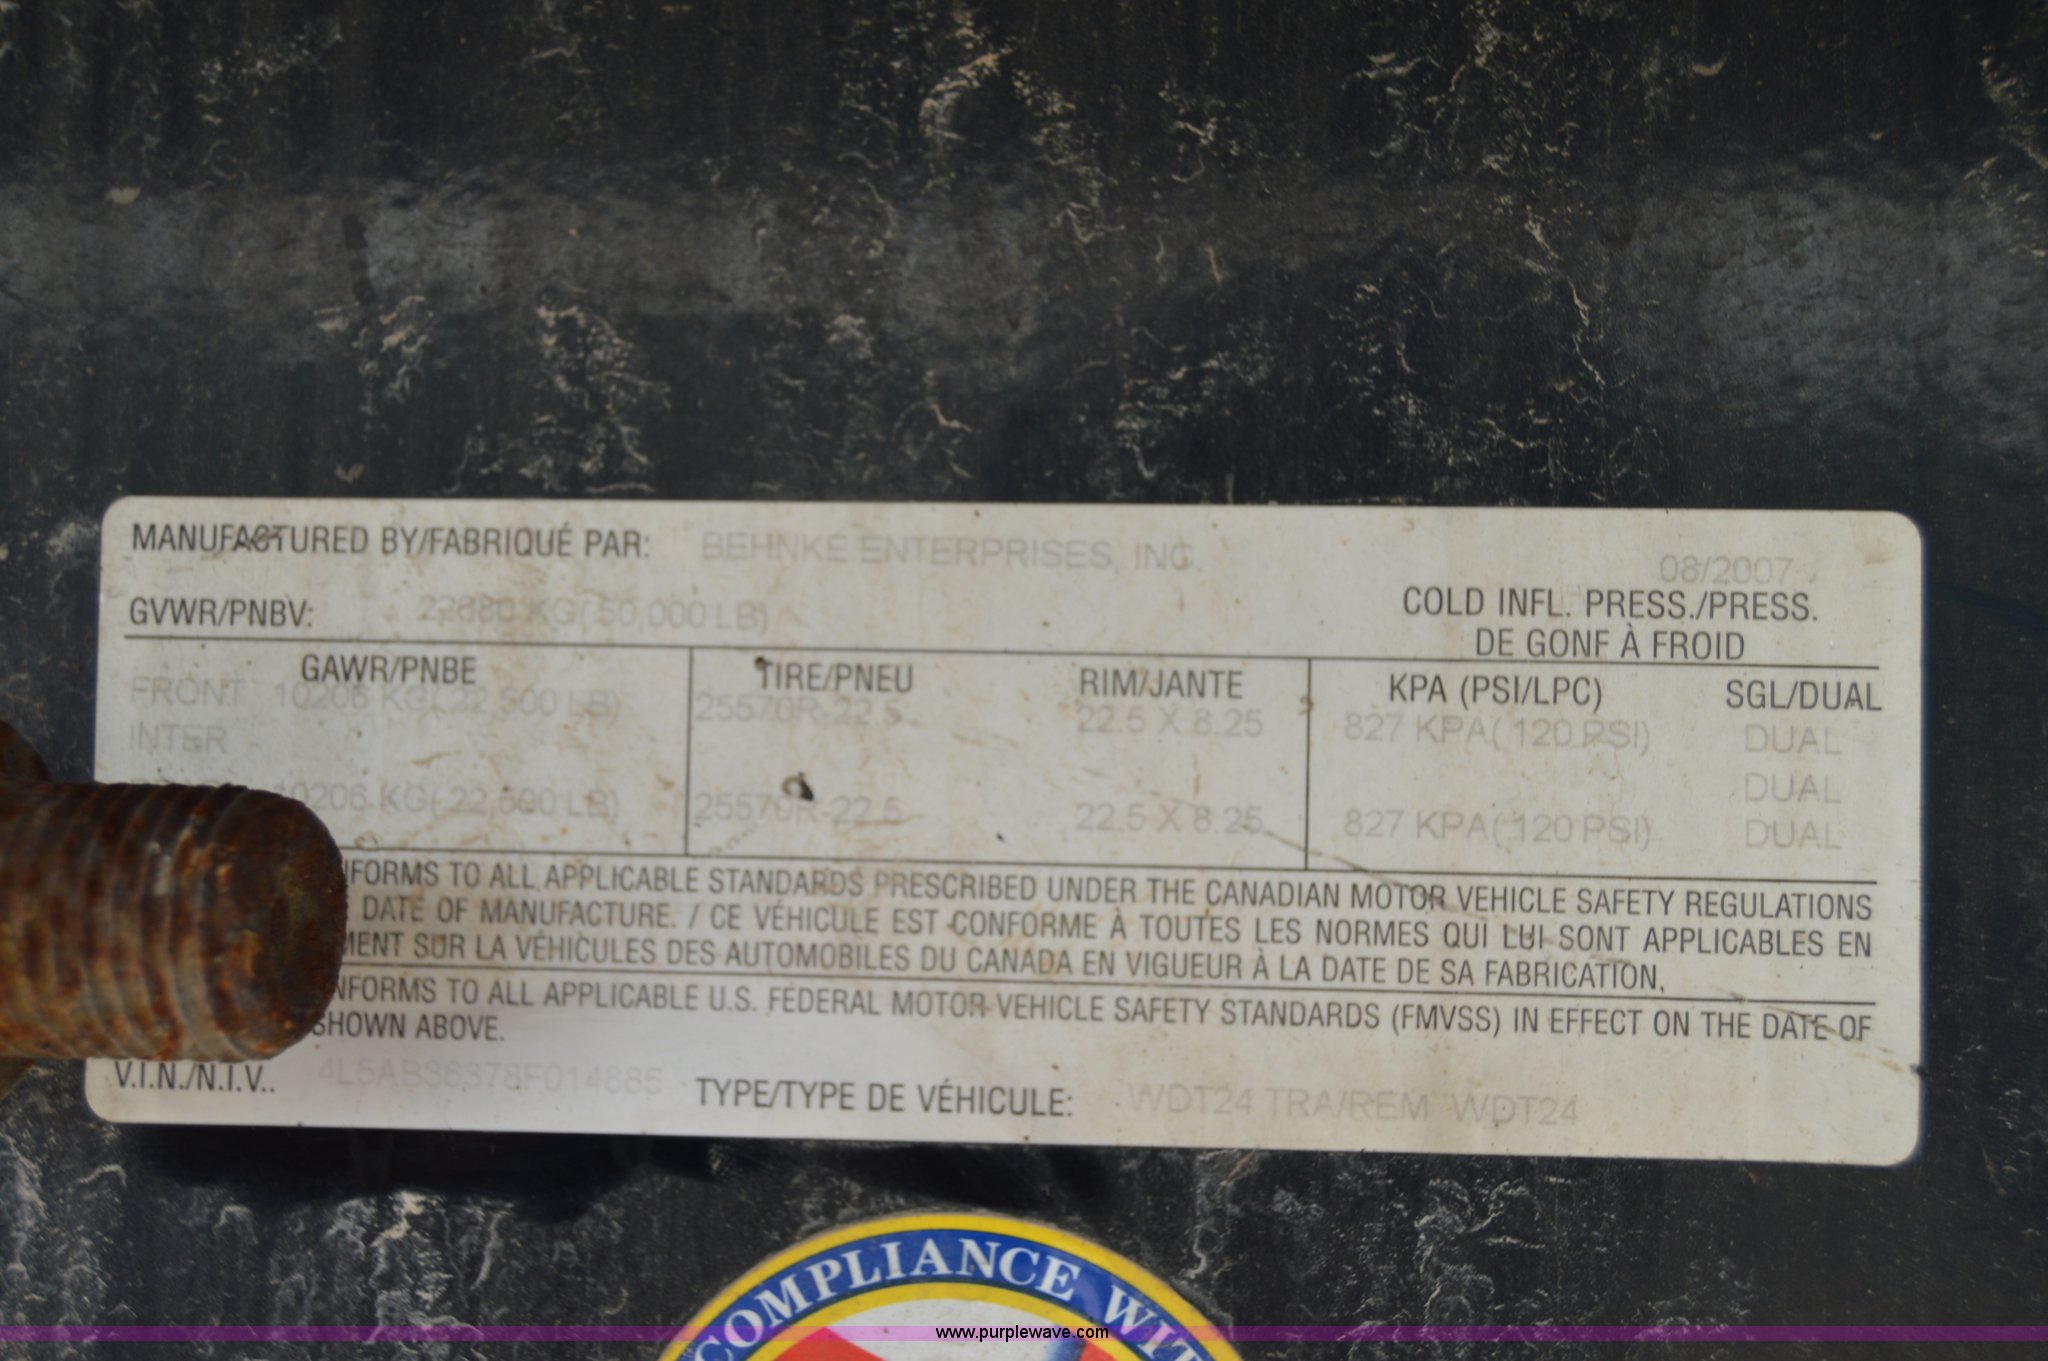 MANUFACTURED BY/FABRIQUÉ PAR: BEHNKE ENTERPRISES, INC.
08/2007
GVWR/PNBV: 22680 KG( 50,000 LB)
COLD INFL. PRESS./PRESS.
DE GONF À FROID
GAWR/PNBE TIRE/PNEU RIM/JANTE KPA (PSI/LPC) SGL/DUAL
FRONT 10206 KG( 22,500 LB) 25570R-22.5 22.5 X 8.25 827 KPA( 120 PSI) DUAL
INTER DUAL
10206 KG( 22,500 LB) 25570R-22.5 22.5 X 8.25 827 KPA( 120 PSI) DUAL
NFORMS TO ALL APPLICABLE STANDARDS PRESCRIBED UNDER THE CANADIAN MOTOR VEHICLE SAFETY REGULATIONS
DATE OF MANUFACTURE. / CE VÉHICULE EST CONFORME À TOUTES LES NORMES QUI LUI SONT APPLICABLES EN
MENT SUR LA VÉHICULES DES AUTOMOBILES DU CANADA EN VIGUEUR À LA DATE DE SA FABRICATION,
NFORMS TO ALL APPLICABLE U.S. FEDERAL MOTOR VEHICLE SAFETY STANDARDS (FMVSS) IN EFFECT ON THE DATE OF
SHOWN ABOVE.
V.I.N./N.I.V.. TYPE/TYPE DE VÉHICULE: WDT24 TRA/REM WDT24
COMPLIANCE WIT
www.purplewave.com